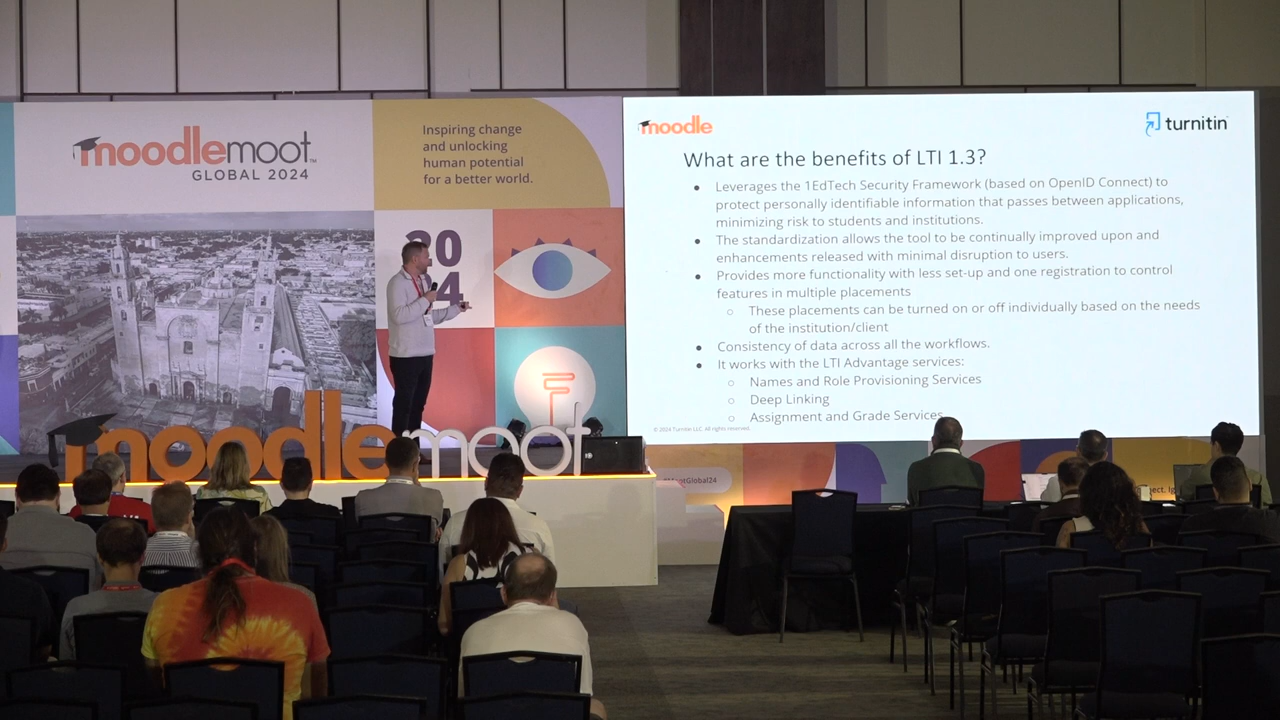 moodlemoot™
GLOBAL 2024
Inspiring change
and unlocking
human potential
for a better world.
20
4
moodlemoot
#MootGlobal24
moodle
turnitin
What are the benefits of LTI 1.3?
• Leverages the 1EdTech Security Framework (based on OpenID Connect) to
protect personally identifiable information that passes between applications,
minimizing risk to students and institutions.
• The standardization allows the tool to be continually improved upon and
enhancements released with minimal disruption to users.
• Provides more functionality with less set-up and one registration to control
features in multiple placements
○ These placements can be turned on or off individually based on the needs
of the institution/client
• Consistency of data across all the workflows.
• It works with the LTI Advantage services:
○ Names and Role Provisioning Services
○ Deep Linking
○ Assignment and Grade Services
© 2024 Turnitin LLC. All rights reserved.